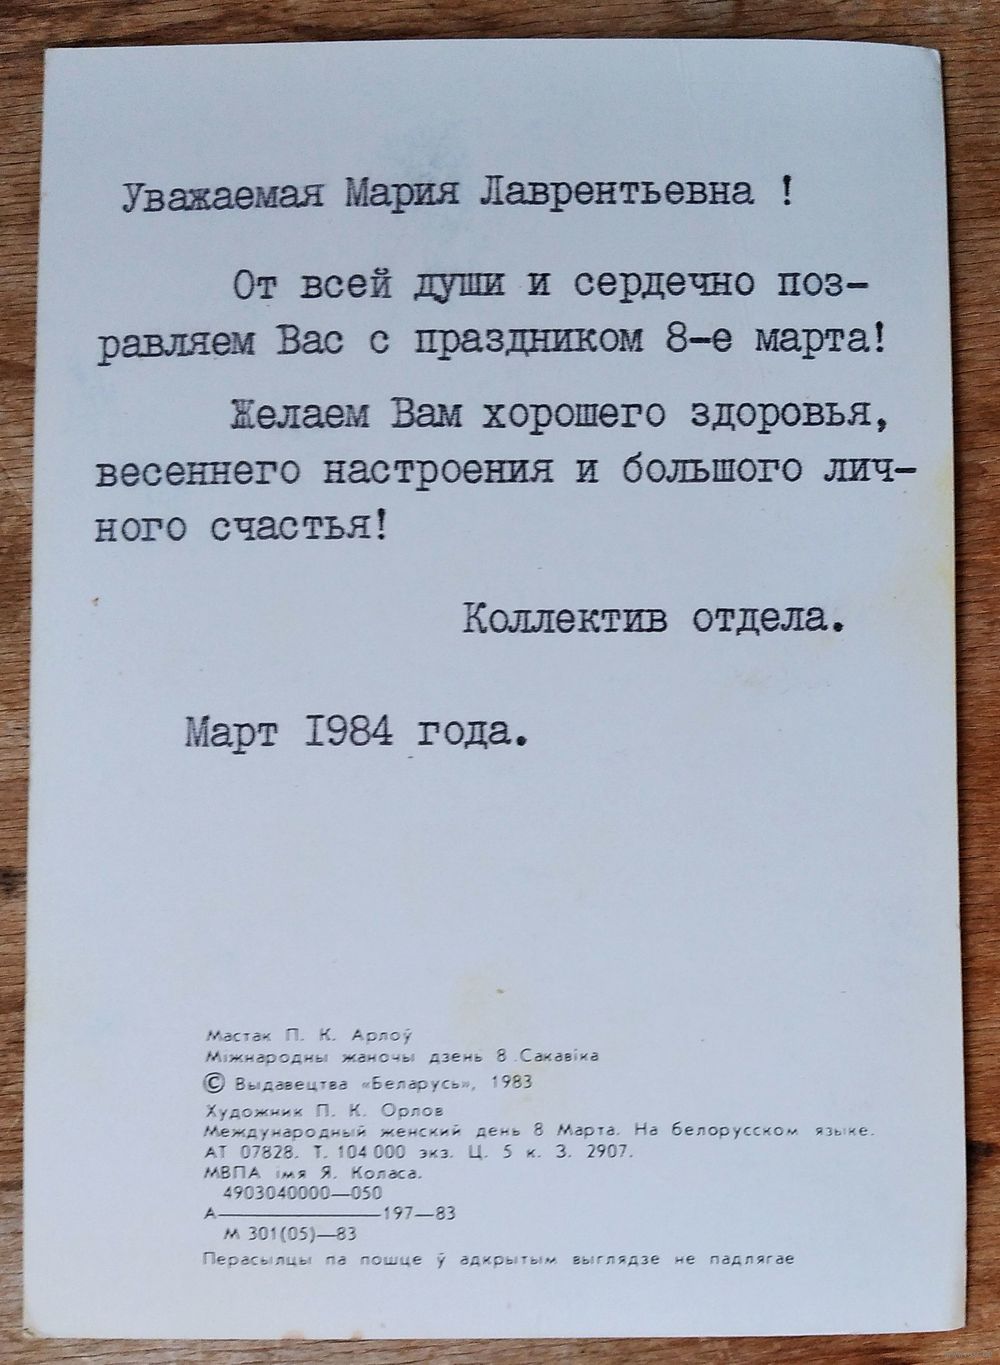 Уважаемая Мария Лаврентьевна !
От всей души и сердечно поз-
равляем Вас с праздником 8-е марта!
Желаем Вам хорошего здоровья,
весеннего настроения и большого лич-
ного счастья!
Коллектив отдела.
Март I984 года.
Мастак П. К. Арлоў
Міжнародны жаночы дзень 8 Сакавіка
© Выдавецтва «Беларусь», 1983
Художник П. К. Орлов
Международный женский день 8 Марта. На белорусском языке.
АТ 07828. Т. 104 000 экз. Ц. 5 к. З. 2907.
МВПА імя Я. Коласа.
4903040000—050
А————————197—83
М 301(05)—83
Перасылцы па пошце ў адкрытым выглядзе не падлягае